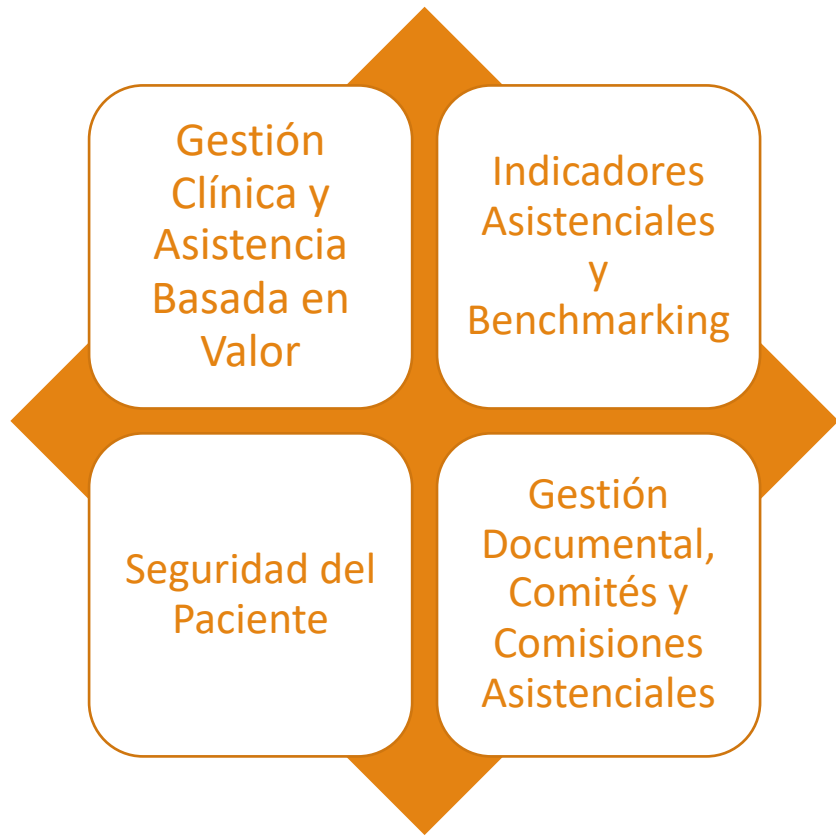 Gestión
Clínica y
Asistencia
Basada en
Valor
Indicadores
Asistenciales
y
Benchmarking
Seguridad del
Paciente
Gestión
Documental,
Comités y
Comisiones
Asistenciales